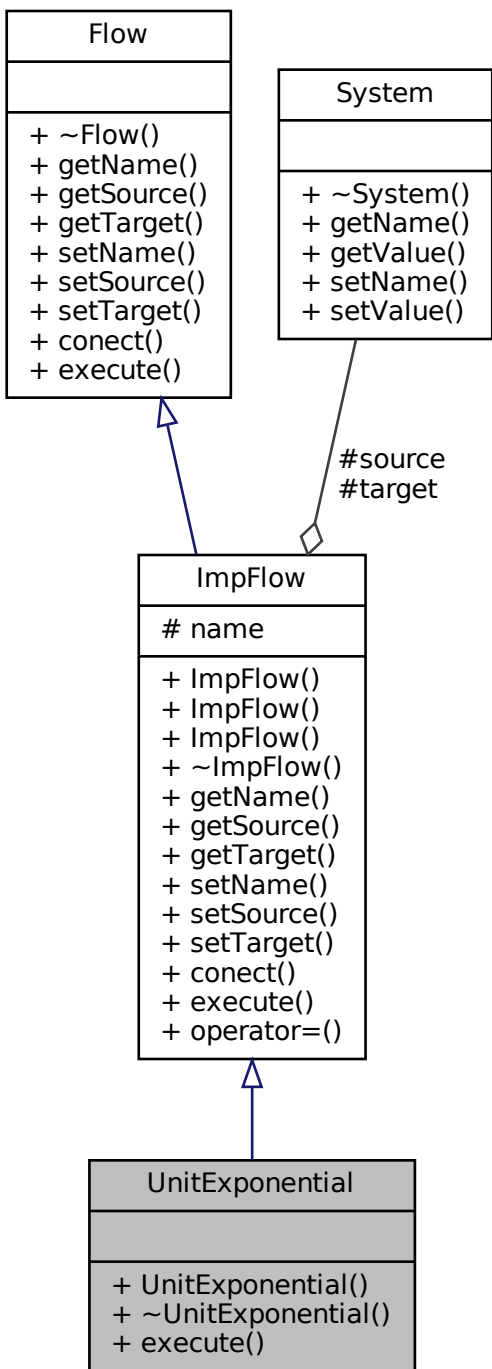 Flow
+ ~Flow()
+ getName()
+ getSource()
+ getTarget()
+ setName()
+ setSource()
+ setTarget()
+ conect()
+ execute()
System
+ ~System()
+ getName()
+ getValue()
+ setName()
+ setValue()
#source
#target
ImpFlow
# name
+ ImpFlow()
+ ImpFlow()
+ ImpFlow()
+ ~ImpFlow()
+ getName()
+ getSource()
+ getTarget()
+ setName()
+ setSource()
+ setTarget()
+ conect()
+ execute()
+ operator=()
UnitExponential
+ UnitExponential()
+ ~UnitExponential()
+ execute()